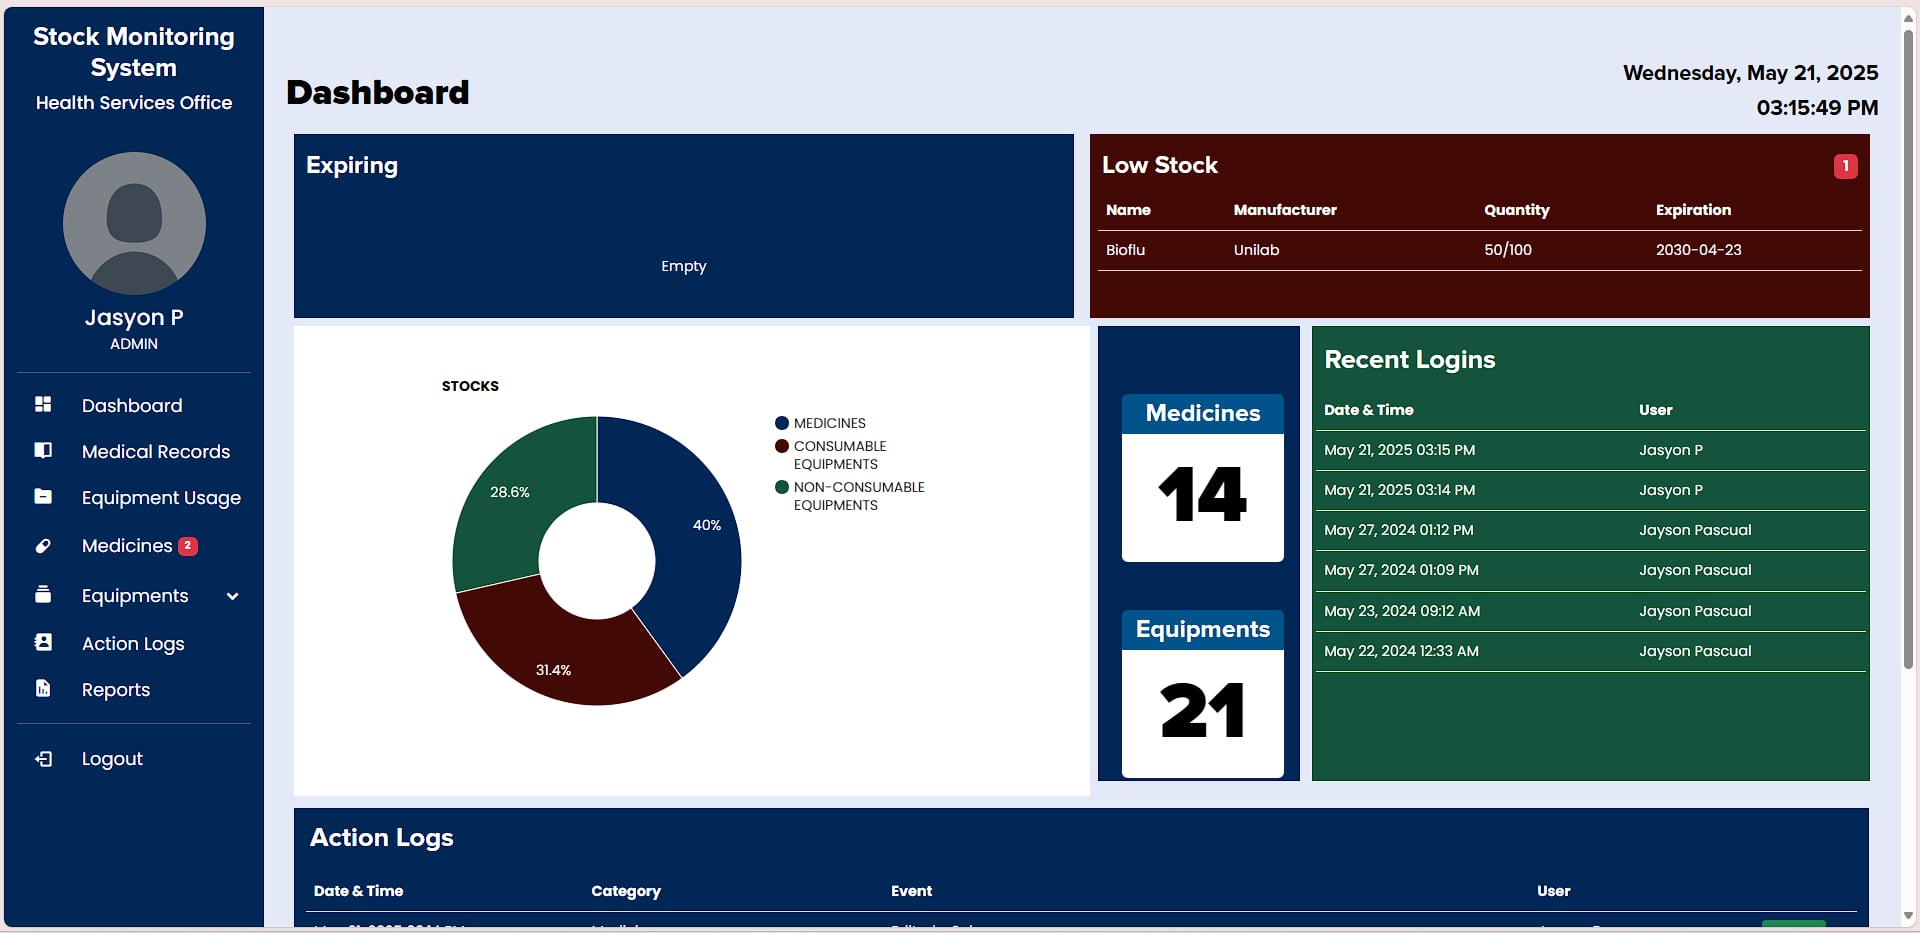 Stock Monitoring
System
Health Services Office
Jasyon P
ADMIN
Dashboard
Medical Records
Equipment Usage
Medicines 2
Equipments
Action Logs
Reports
Logout
Dashboard
Wednesday, May 21, 2025
03:15:49 PM
Expiring
Empty
Low Stock 1
Name Manufacturer Quantity Expiration
Bioflu Unilab 50/100 2030-04-23
STOCKS
28.6%
40%
31.4%
MEDICINES
CONSUMABLE
EQUIPMENTS
NON-CONSUMABLE
EQUIPMENTS
Medicines
14
Equipments
21
Recent Logins
Date & Time User
May 21, 2025 03:15 PM Jasyon P
May 21, 2025 03:14 PM Jasyon P
May 27, 2024 01:12 PM Jayson Pascual
May 27, 2024 01:09 PM Jayson Pascual
May 23, 2024 09:12 AM Jayson Pascual
May 22, 2024 12:33 AM Jayson Pascual
Action Logs
Date & Time Category Event User